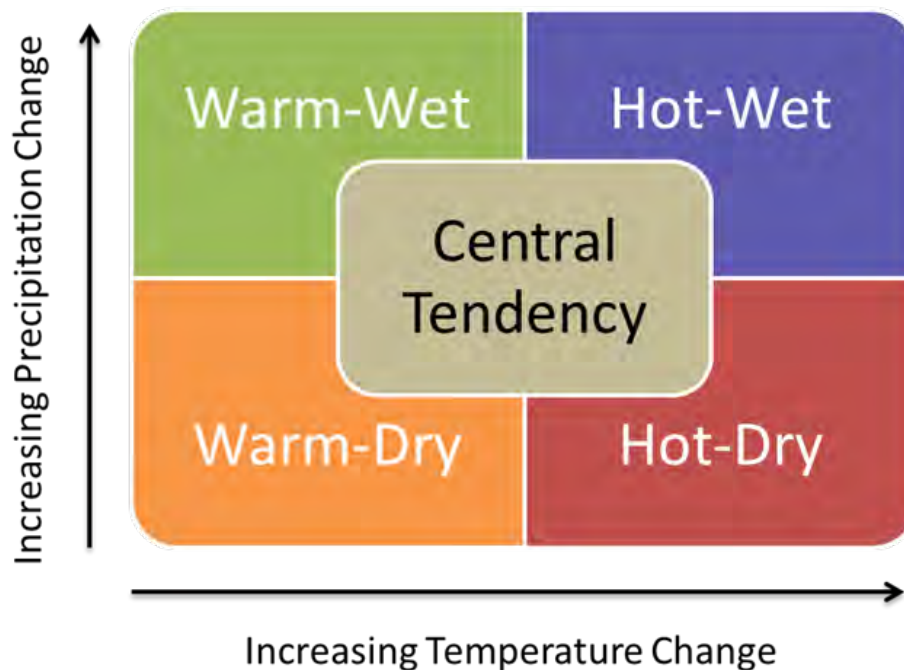 Increasing Precipitation Change
Warm-Wet
Hot-Wet
Central
Tendency
Warm-Dry
Hot-Dry
Increasing Temperature Change